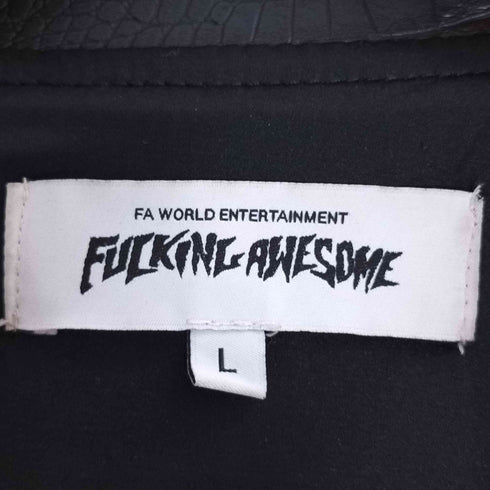 FA WORLD ENTERTAINMENT
FUCKING AWESOME
L